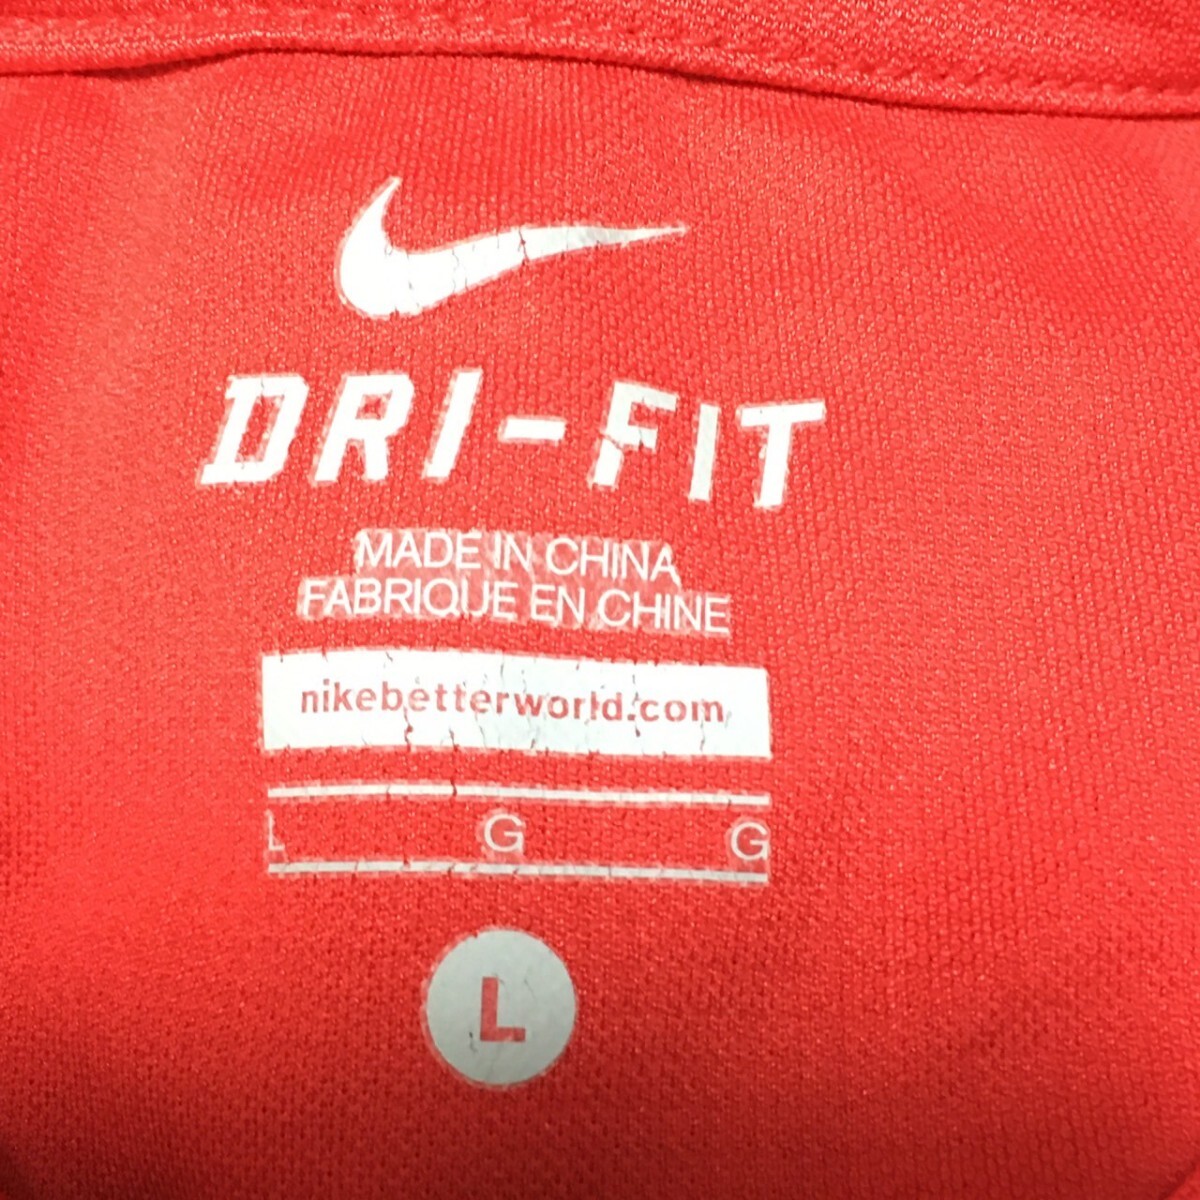 DRI-FIT
MADE IN CHINA
FABRIQUE EN CHINE
nikebetterworld.com
L G G
L